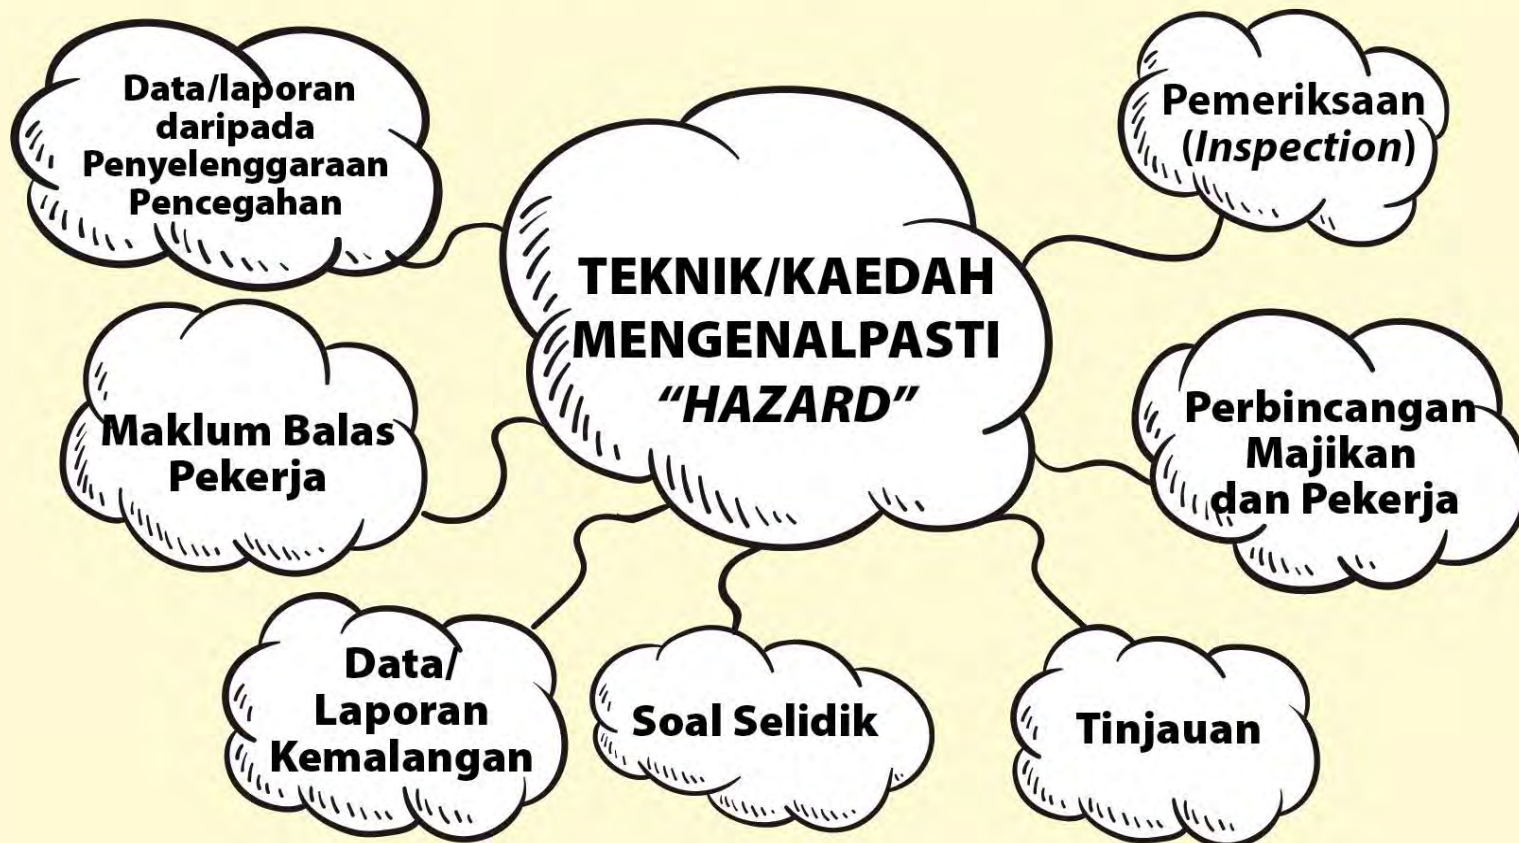 Data/laporan
daripada
Penyelenggaraan
Pencegahan
Pemeriksaan
(Inspection)
TEKNIK/KAEDAH
MENGENALPASTI
“HAZARD”
Maklum Balas
Pekerja
Perbincangan
Majikan
dan Pekerja
Data/
Laporan
Kemalangan
Soal Selidik
Tinjauan